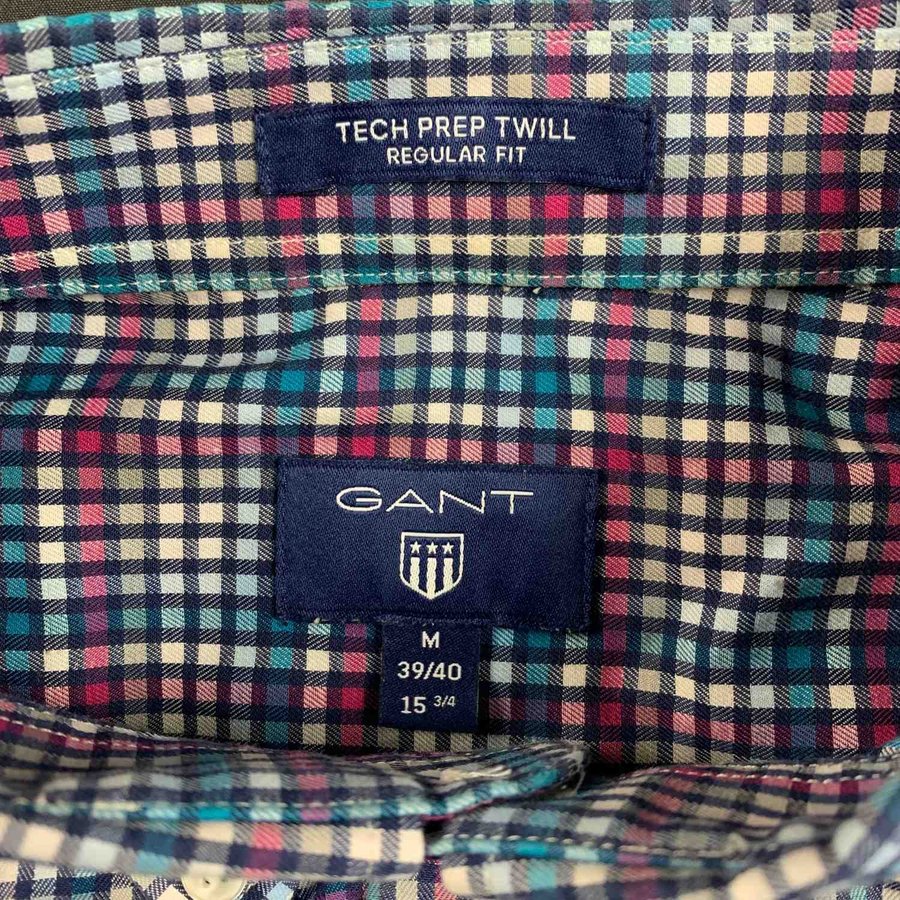 TECH PREP TWILL
REGULAR FIT
GANT
M
39/40
15 3/4